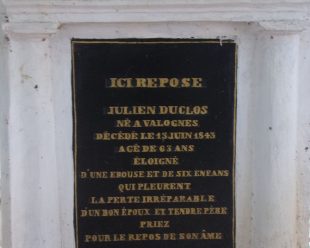 ICI REPOSE
JULIEN DUCLOS
NÉ A VALOGNES
DÉCÉDÉ LE 13 JUIN 1843
AGÉ DE 63 ANS
ÉLOIGNÉ
D'UNE EBOUSE ET DE SIX ENFANS
QUI PLEURENT
LA PERTE IRRÉPARABLE
D'UN BON ÉPOUX ET TENDRE PÈRE
PRIEZ
POUR LE REPOS DE SON ÂME